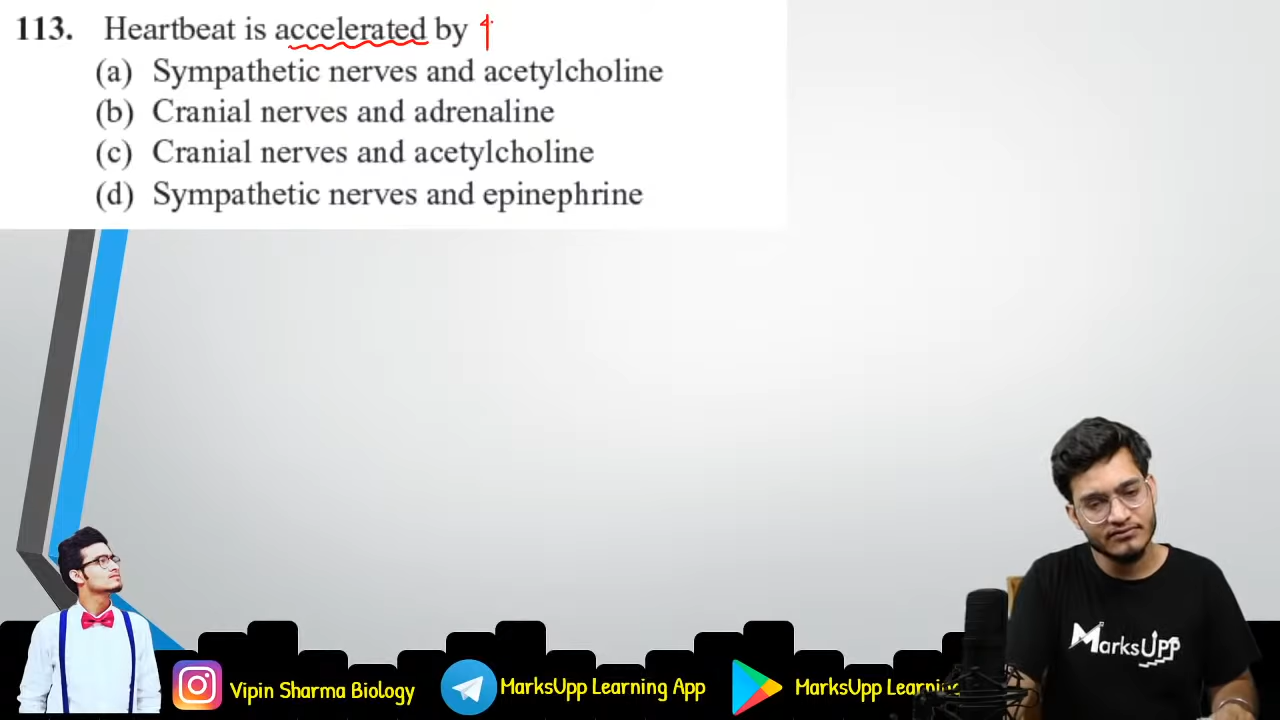 113. Heartbeat is accelerated by
(a) Sympathetic nerves and acetylcholine
(b) Cranial nerves and adrenaline
(c) Cranial nerves and acetylcholine
(d) Sympathetic nerves and epinephrine
MarksUPP
Vipin Sharma Biology
MarksUpp Learning App
MarksUpp Learning